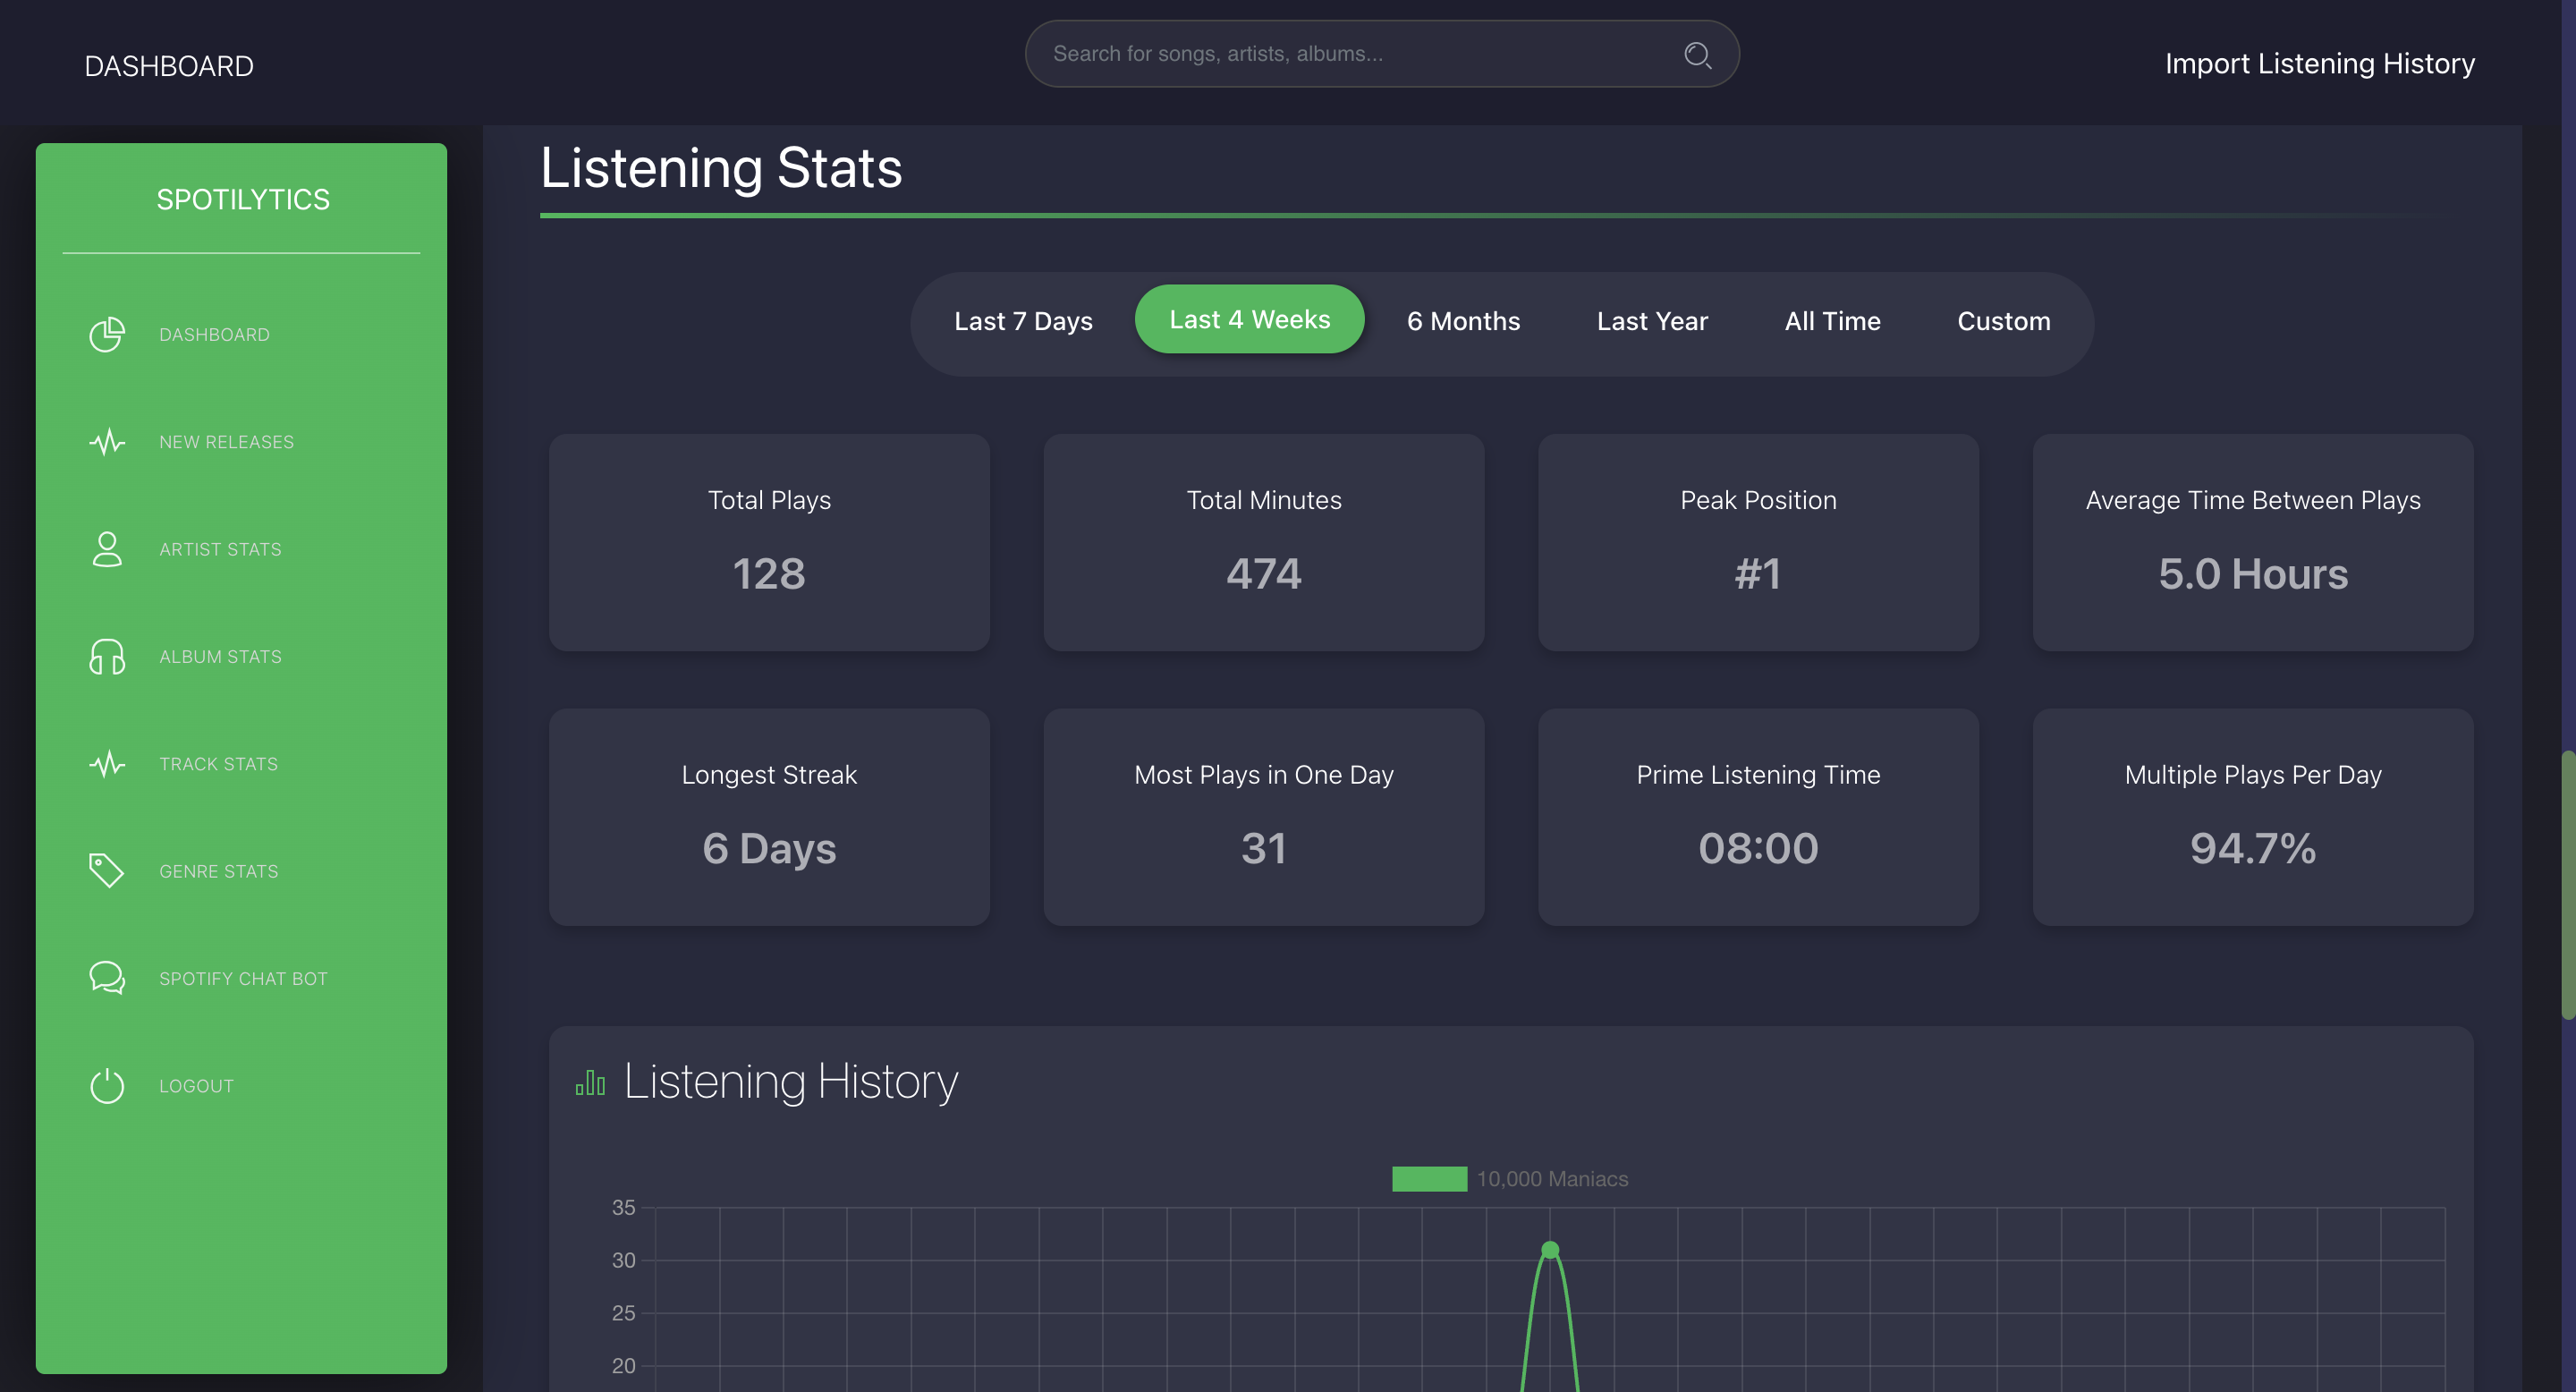 DASHBOARD
Search for songs, artists, albums...
Import Listening History
SPOTILYTICS
DASHBOARD
NEW RELEASES
ARTIST STATS
ALBUM STATS
TRACK STATS
GENRE STATS
SPOTIFY CHAT BOT
LOGOUT
Listening Stats
Last 7 Days
Last 4 Weeks
6 Months
Last Year
All Time
Custom
Total Plays
128
Total Minutes
474
Peak Position
#1
Average Time Between Plays
5.0 Hours
Longest Streak
6 Days
Most Plays in One Day
31
Prime Listening Time
08:00
Multiple Plays Per Day
94.7%
Listening History
10,000 Maniacs
35
30
25
20